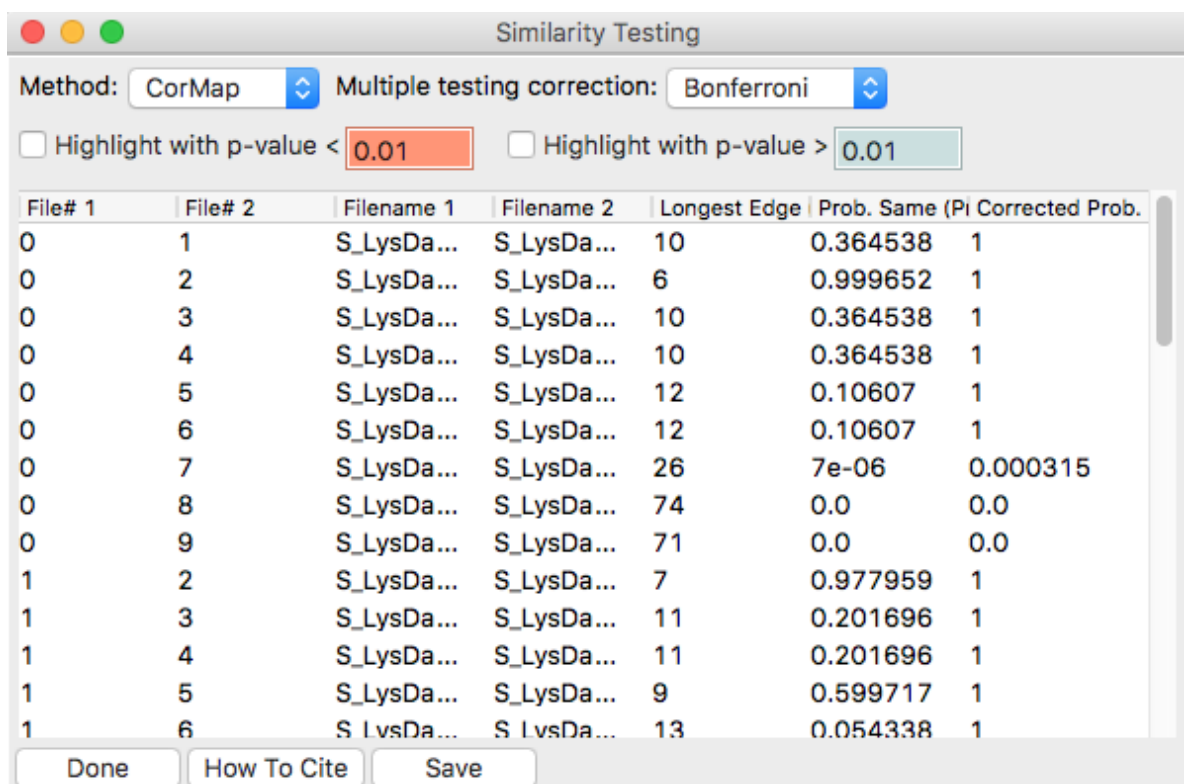 Similarity Testing
Method: CorMap Multiple testing correction: Bonferroni
Highlight with p-value < 0.01 Highlight with p-value > 0.01
File# 1 File# 2 Filename 1 Filename 2 Longest Edge Prob. Same (P Corrected Prob.
0 1 S_LysDa... S_LysDa... 10 0.364538 1
0 2 S_LysDa... S_LysDa... 6 0.999652 1
0 3 S_LysDa... S_LysDa... 10 0.364538 1
0 4 S_LysDa... S_LysDa... 10 0.364538 1
0 5 S_LysDa... S_LysDa... 12 0.10607 1
0 6 S_LysDa... S_LysDa... 12 0.10607 1
0 7 S_LysDa... S_LysDa... 26 7e-06 0.000315
0 8 S_LysDa... S_LysDa... 74 0.0 0.0
0 9 S_LysDa... S_LysDa... 71 0.0 0.0
1 2 S_LysDa... S_LysDa... 7 0.977959 1
1 3 S_LysDa... S_LysDa... 11 0.201696 1
1 4 S_LysDa... S_LysDa... 11 0.201696 1
1 5 S_LysDa... S_LysDa... 9 0.599717 1
1 6 S_LysDa... S_LysDa... 13 0.054338 1
Done How To Cite Save